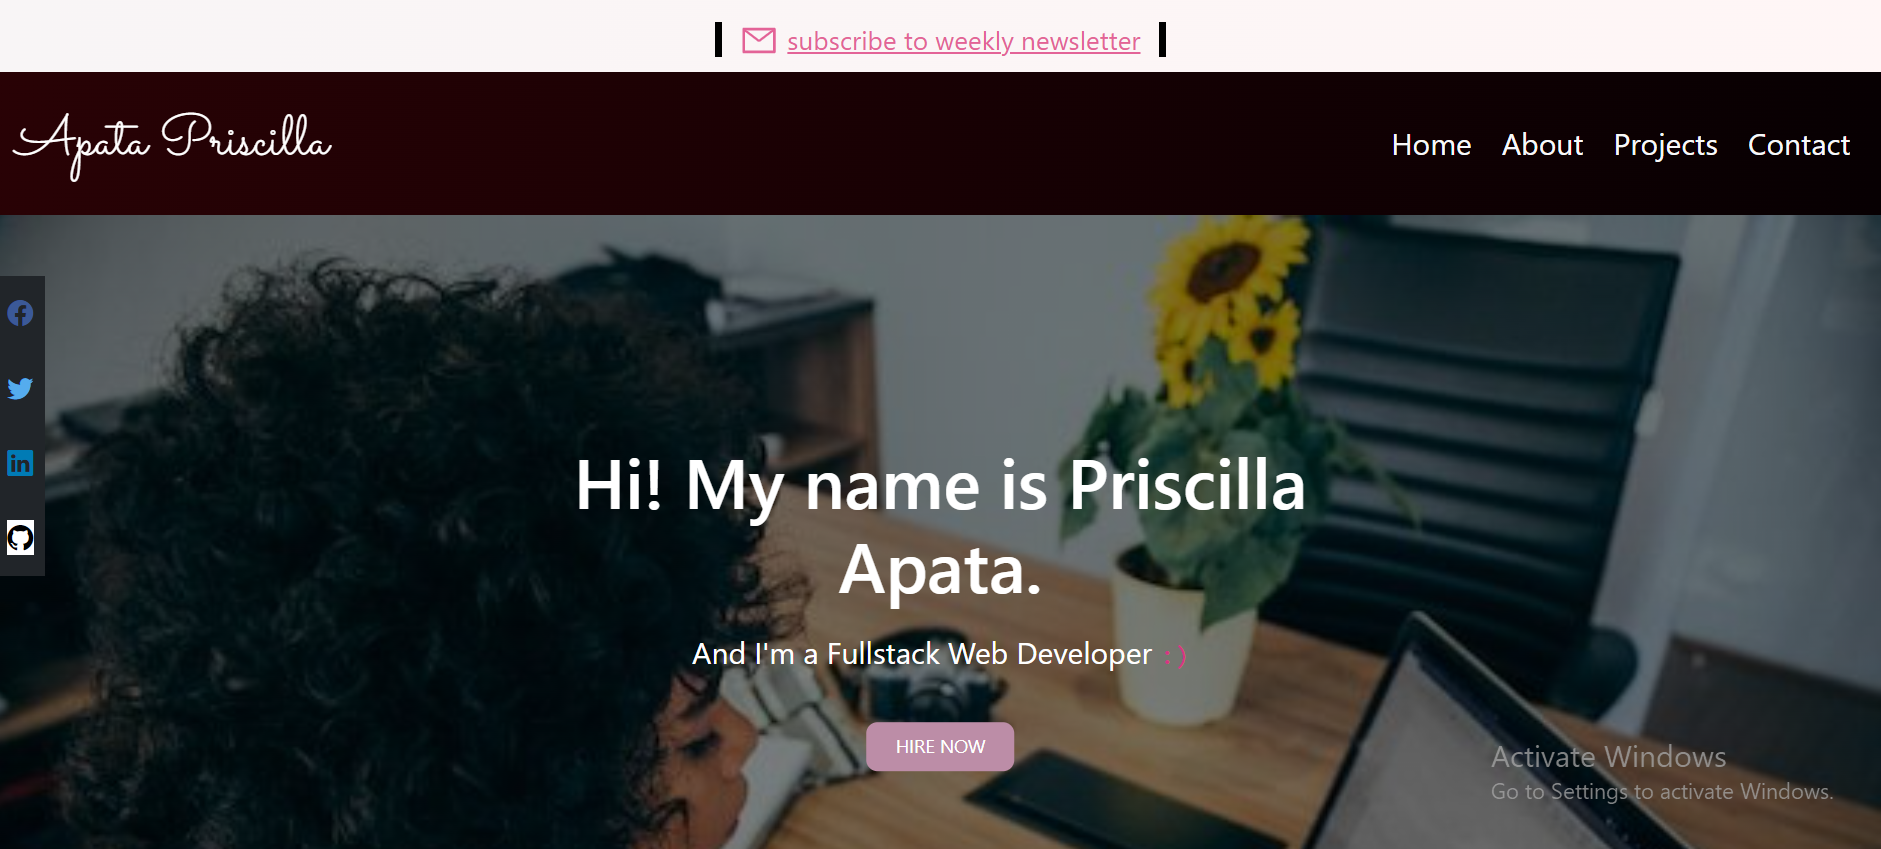 subscribe to weekly newsletter
Apata Priscilla
Home About Projects Contact
Hi! My name is Priscilla
Apata.
And I'm a Fullstack Web Developer :)
HIRE NOW
Activate Windows
Go to Settings to activate Windows.